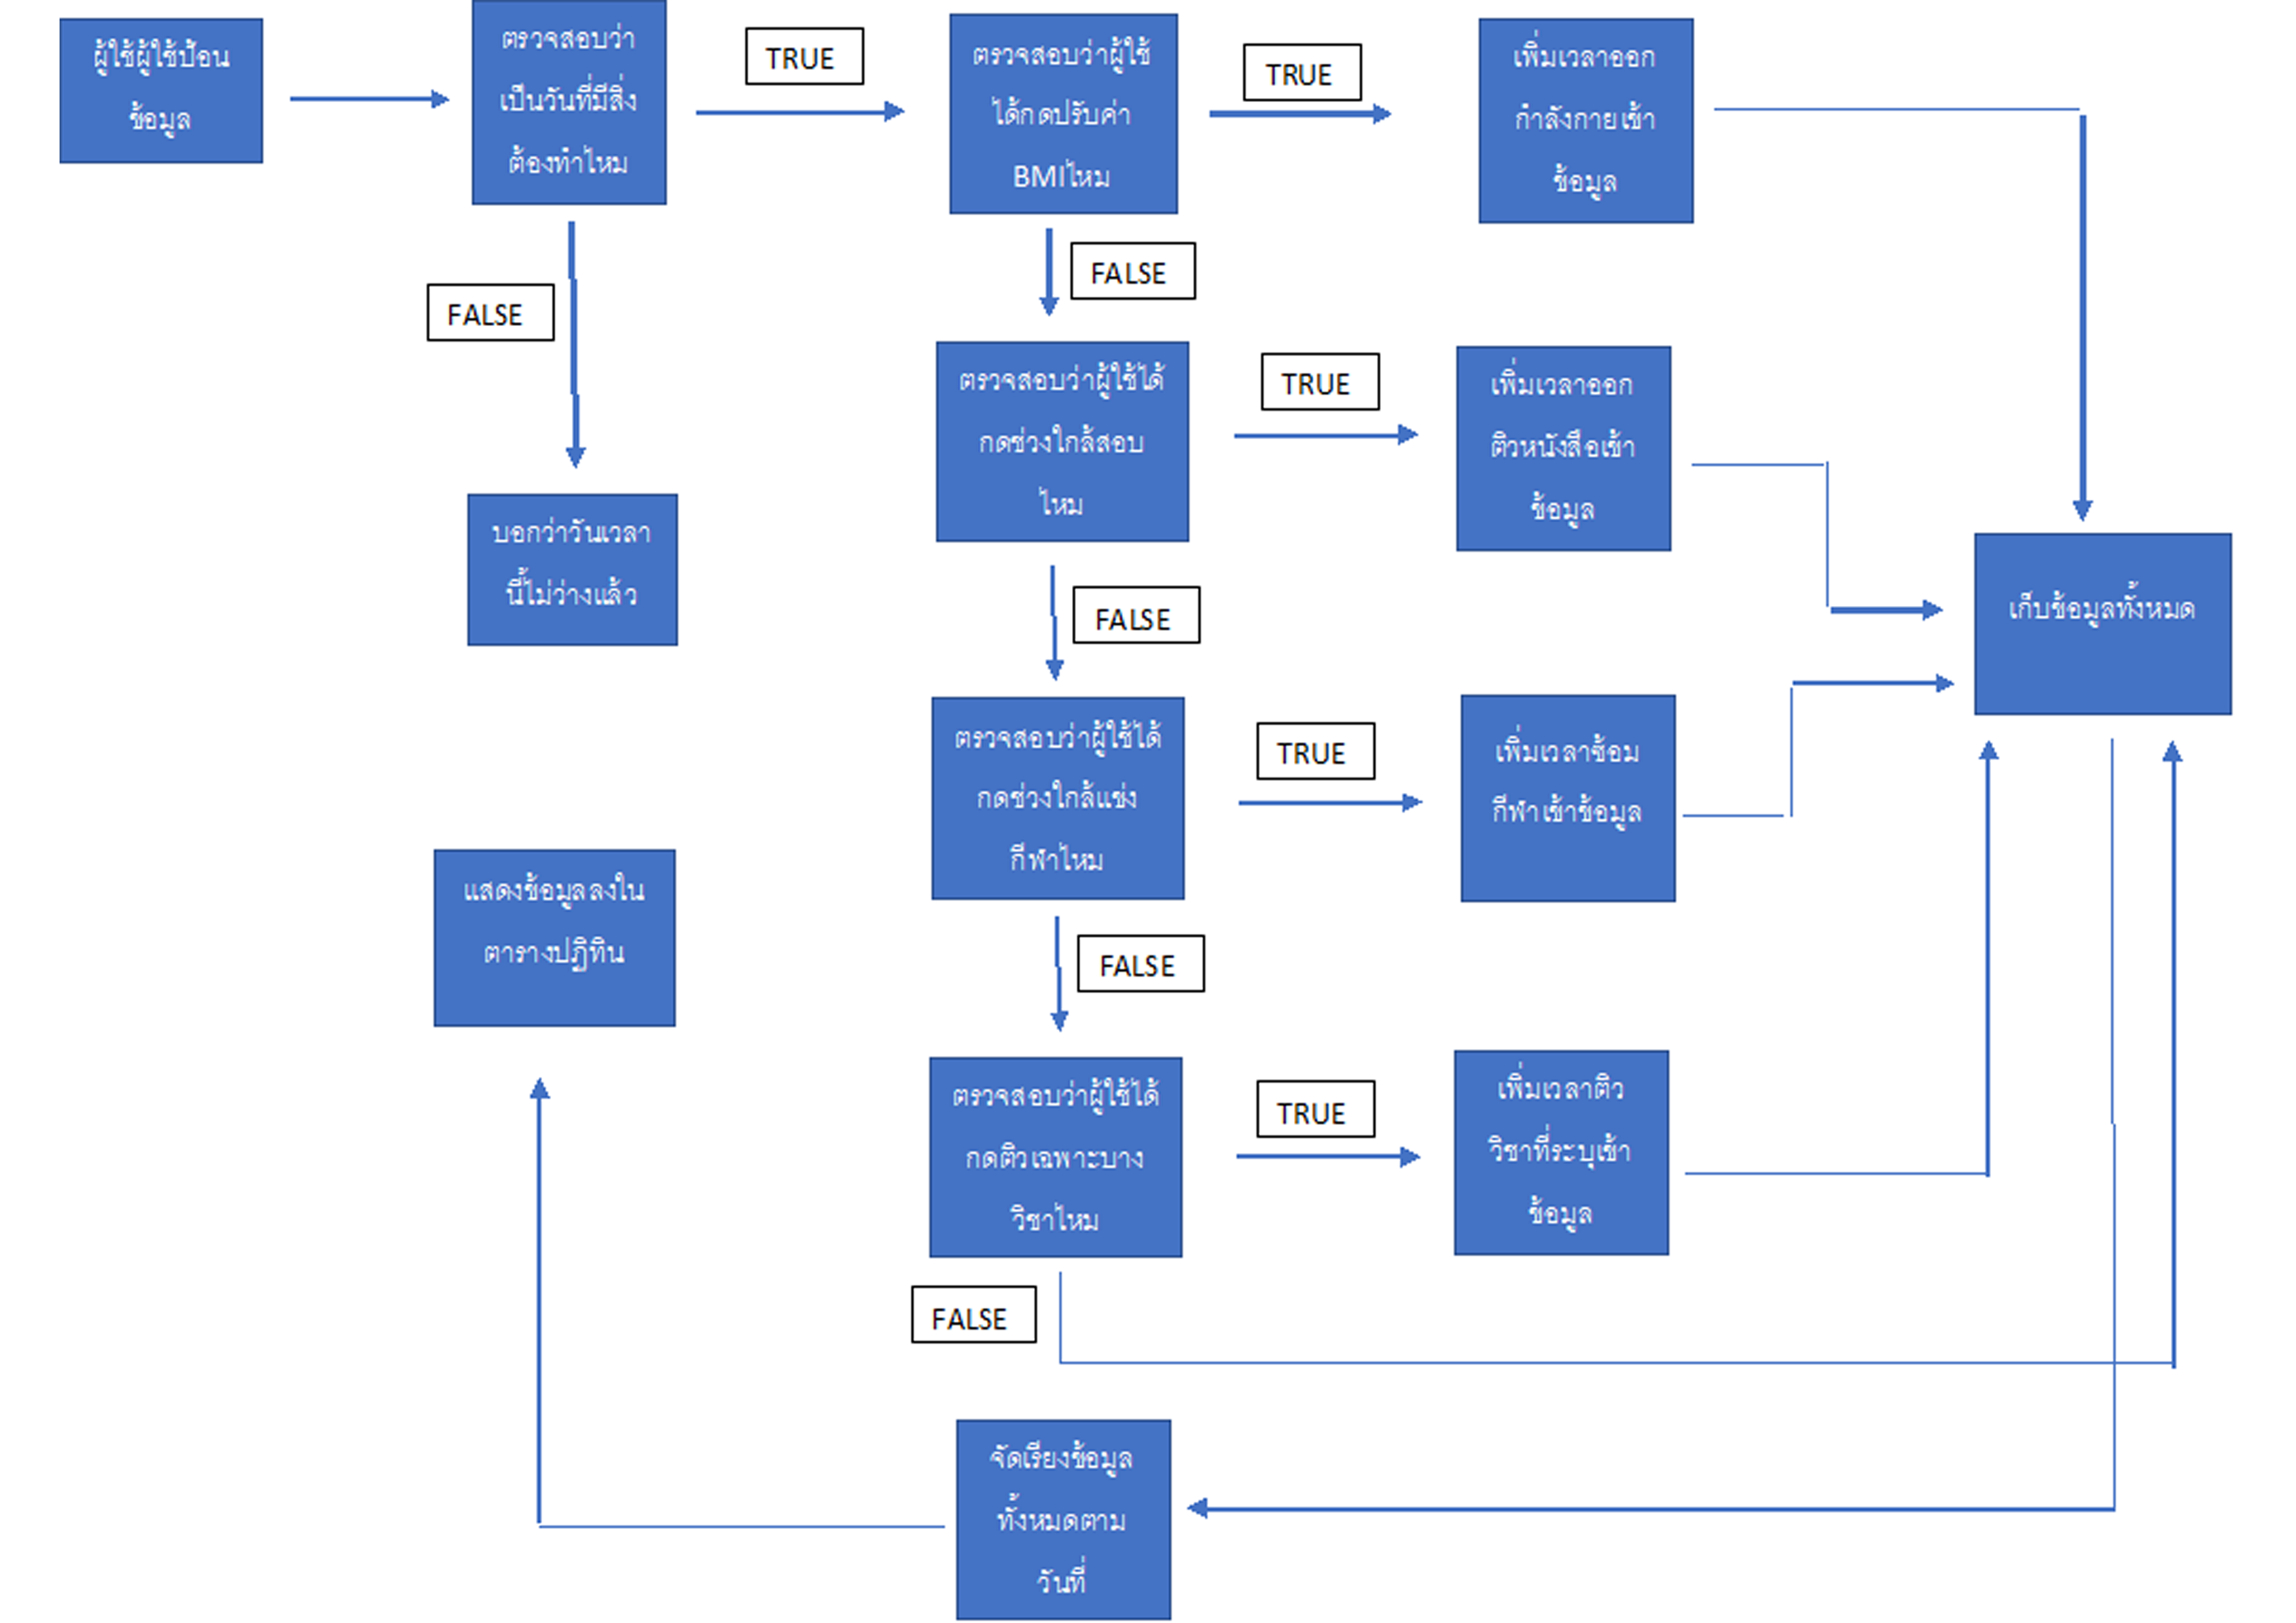 ผู้ใช้ผู้ใช้ป้อน
ข้อมูล
ตรวจสอบว่า
เป็นวันที่มีสิ่ง
ต้องทำไหม
TRUE
ตรวจสอบว่าผู้ใช้
ได้กดปรับค่า
BMIไหม
TRUE
เพิ่มเวลาออก
กำลังกายเข้า
ข้อมูล
FALSE
FALSE
ตรวจสอบว่าผู้ใช้ได้
กดช่วงใกล้สอบ
ไหม
TRUE
เพิ่มเวลาออก
ติวหนังสือเข้า
ข้อมูล
บอกว่าวันเวลา
นี้ไม่ว่างแล้ว
เก็บข้อมูลทั้งหมด
FALSE
ตรวจสอบว่าผู้ใช้ได้
กดช่วงใกล้แข่ง
กีฬาไหม
TRUE
เพิ่มเวลาซ้อม
กีฬาเข้าข้อมูล
แสดงข้อมูลลงใน
ตารางปฏิทิน
FALSE
ตรวจสอบว่าผู้ใช้ได้
กดติวเฉพาะบาง
วิชาไหม
TRUE
เพิ่มเวลาติว
วิชาที่ระบุเข้า
ข้อมูล
FALSE
จัดเรียงข้อมูล
ทั้งหมดตาม
วันที่